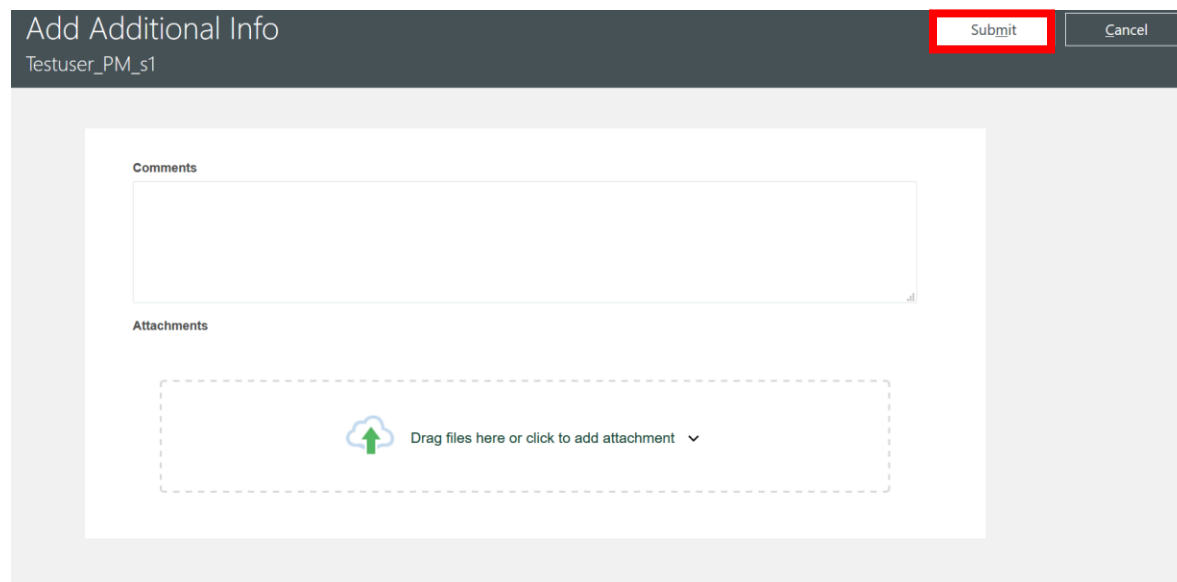 Add Additional Info
Submit
Cancel
Testuser_PM_s1
Comments
Attachments
Drag files here or click to add attachment